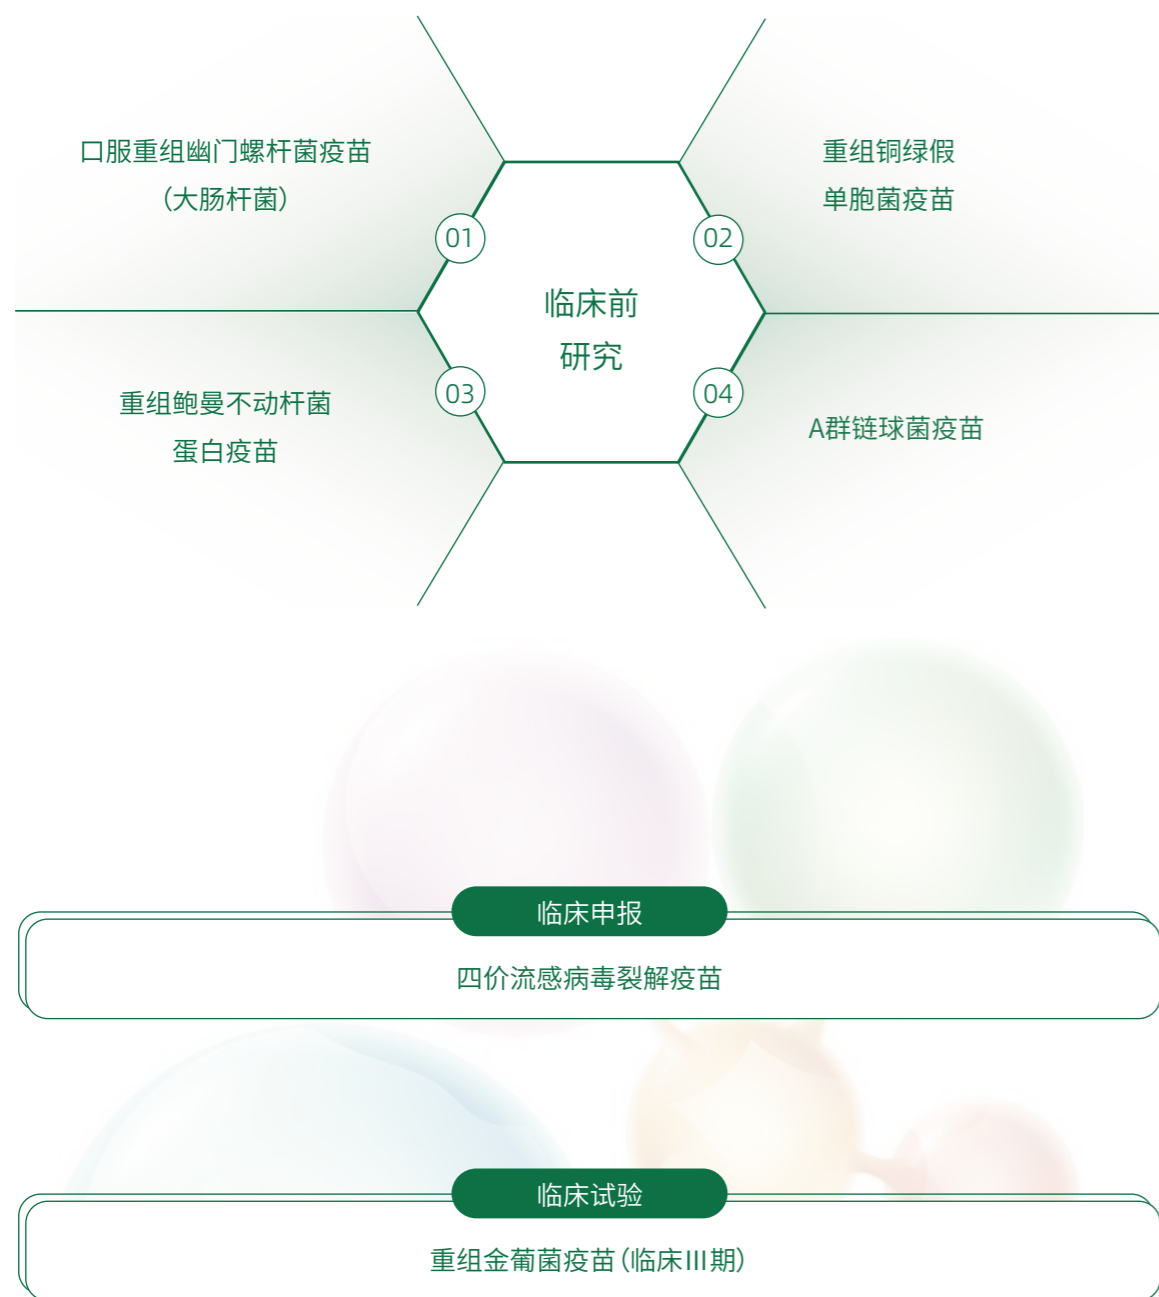 口服重组幽门螺杆菌疫苗
（大肠杆菌）
01
重组铜绿假
单胞菌疫苗
02
临床前
研究
重组鲍曼不动杆菌
蛋白疫苗
03
A群链球菌疫苗
04
临床申报
四价流感病毒裂解疫苗
临床试验
重组金葡菌疫苗（临床III期）